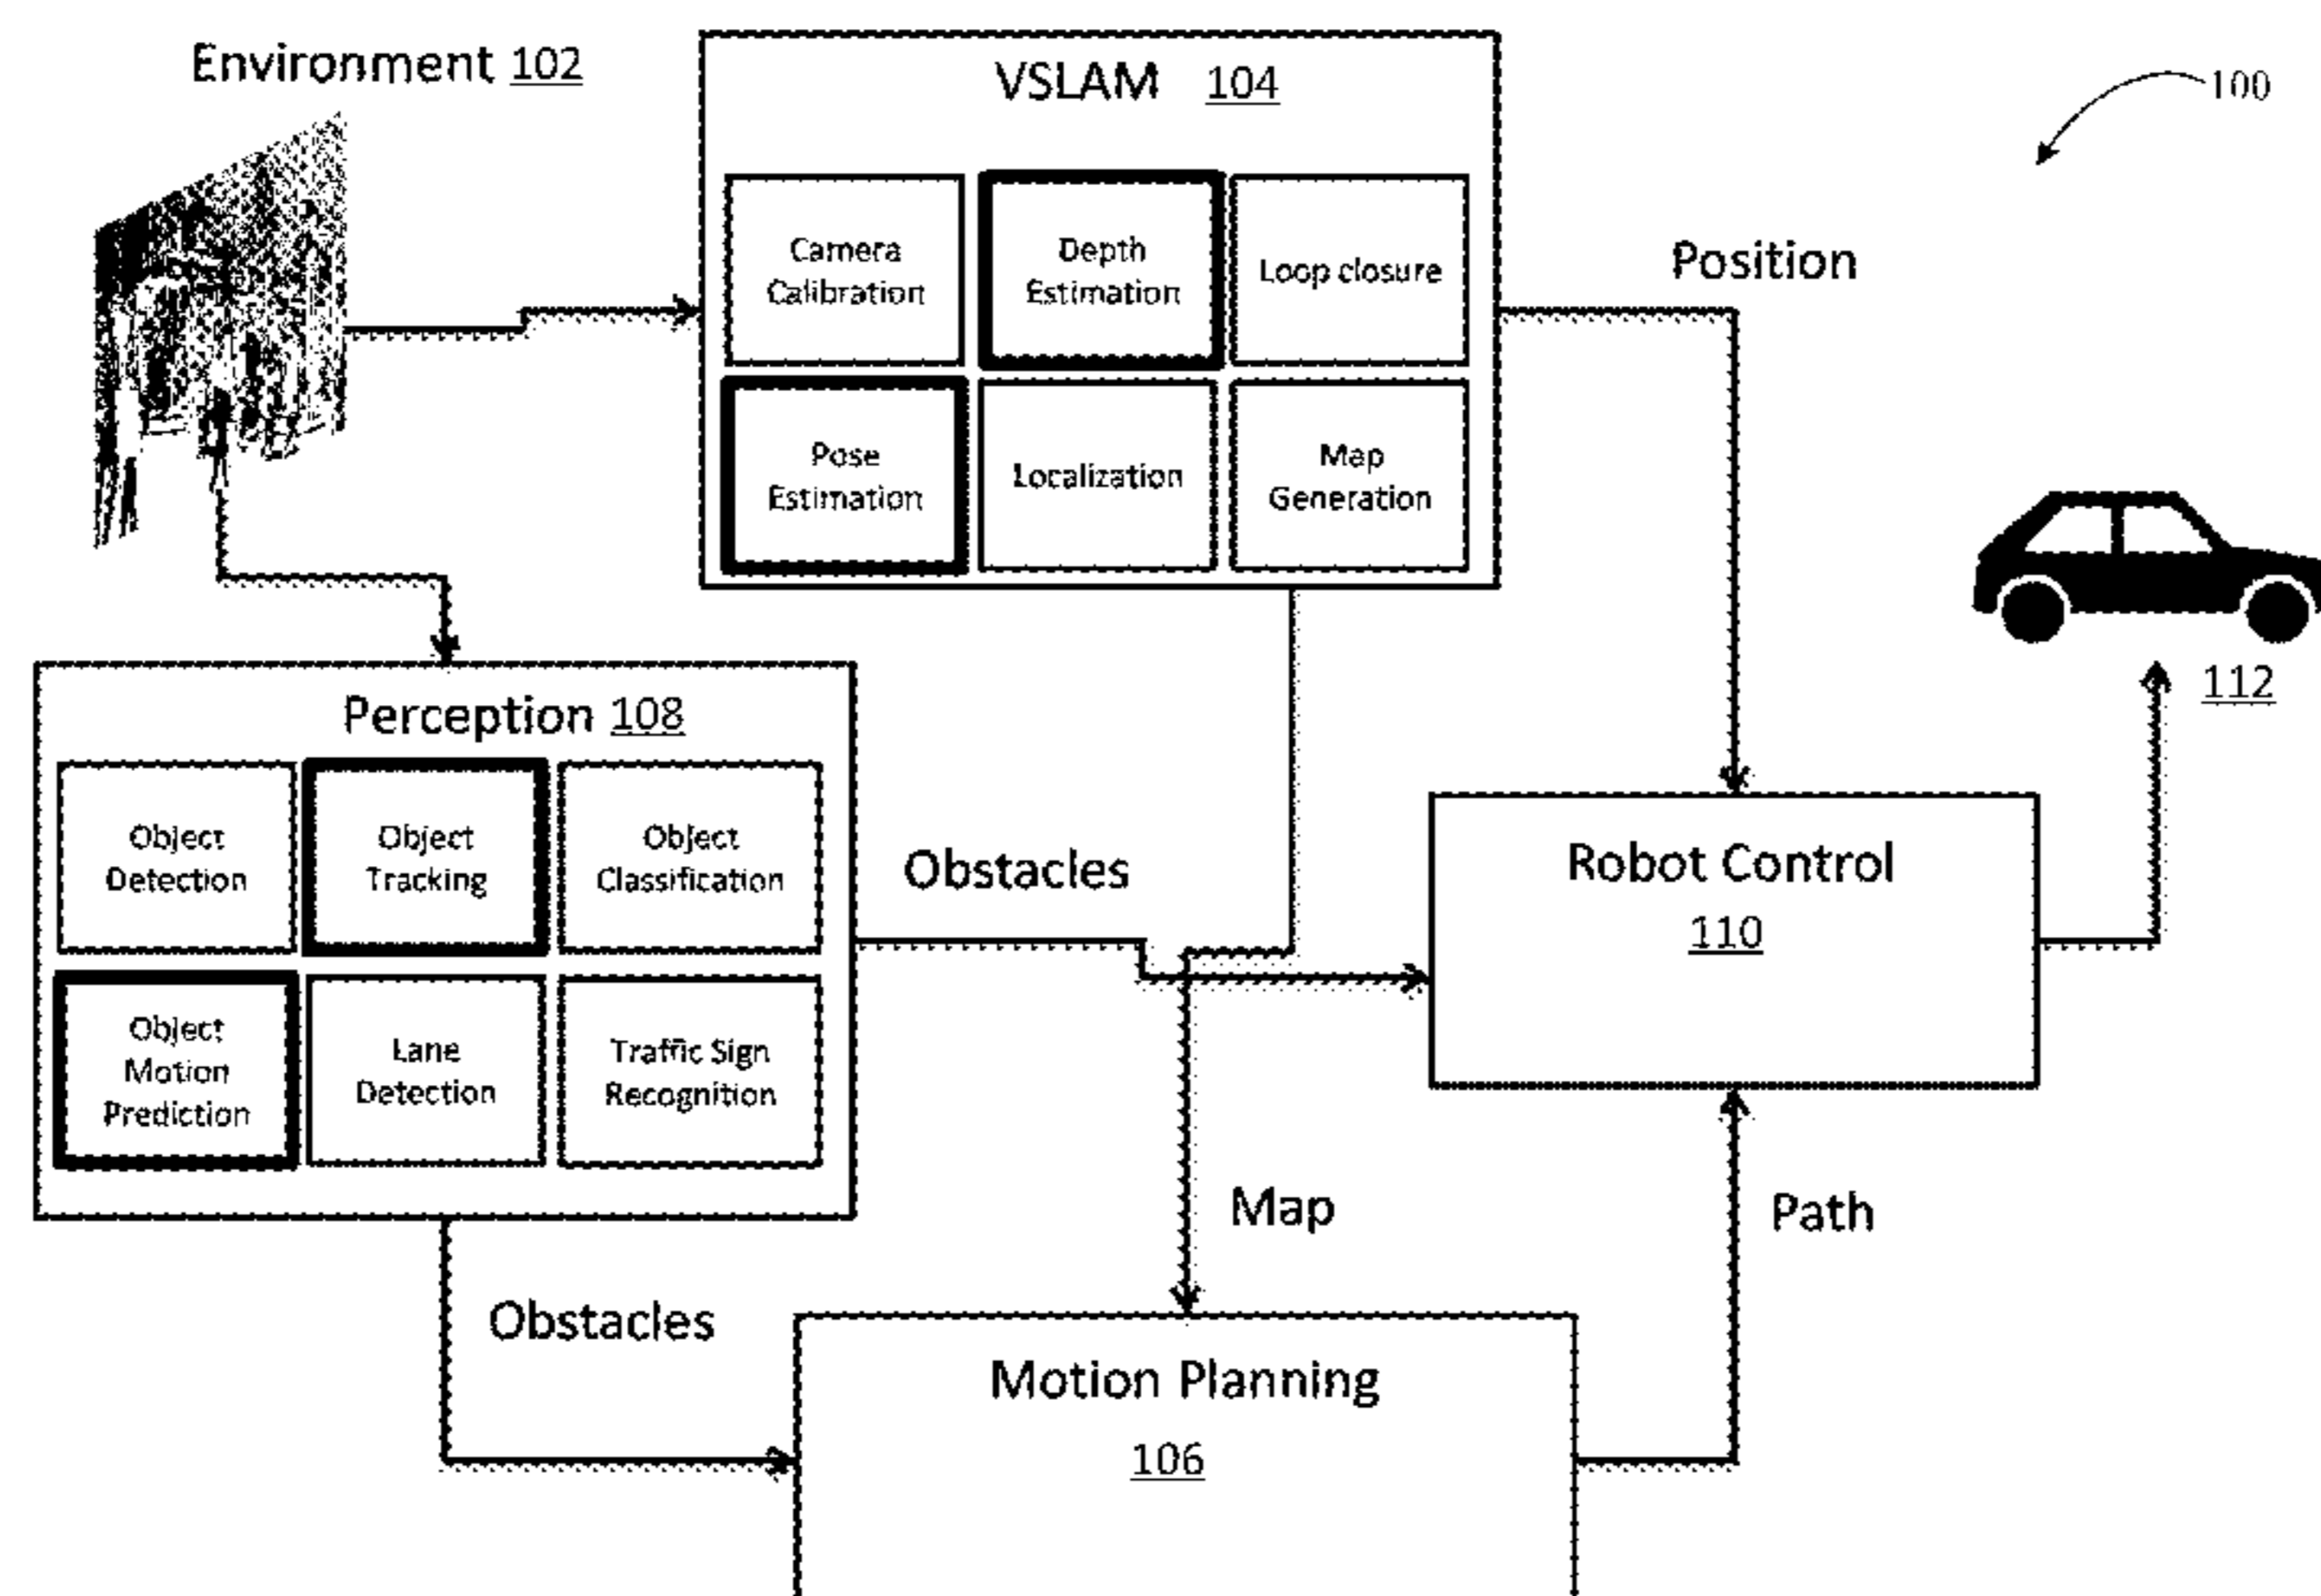 Environment 102
VSLAM 104
100
Camera
Calibration
Depth
Estimation
Loop closure
Position
Pose
Estimation
Localization
Map
Generation
112
Perception 108
Object
Detection
Object
Tracking
Object
Classification
Obstacles
Robot Control
110
Object
Motion
Prediction
Lane
Detection
Traffic Sign
Recognition
Map
Path
Obstacles
Motion Planning
106